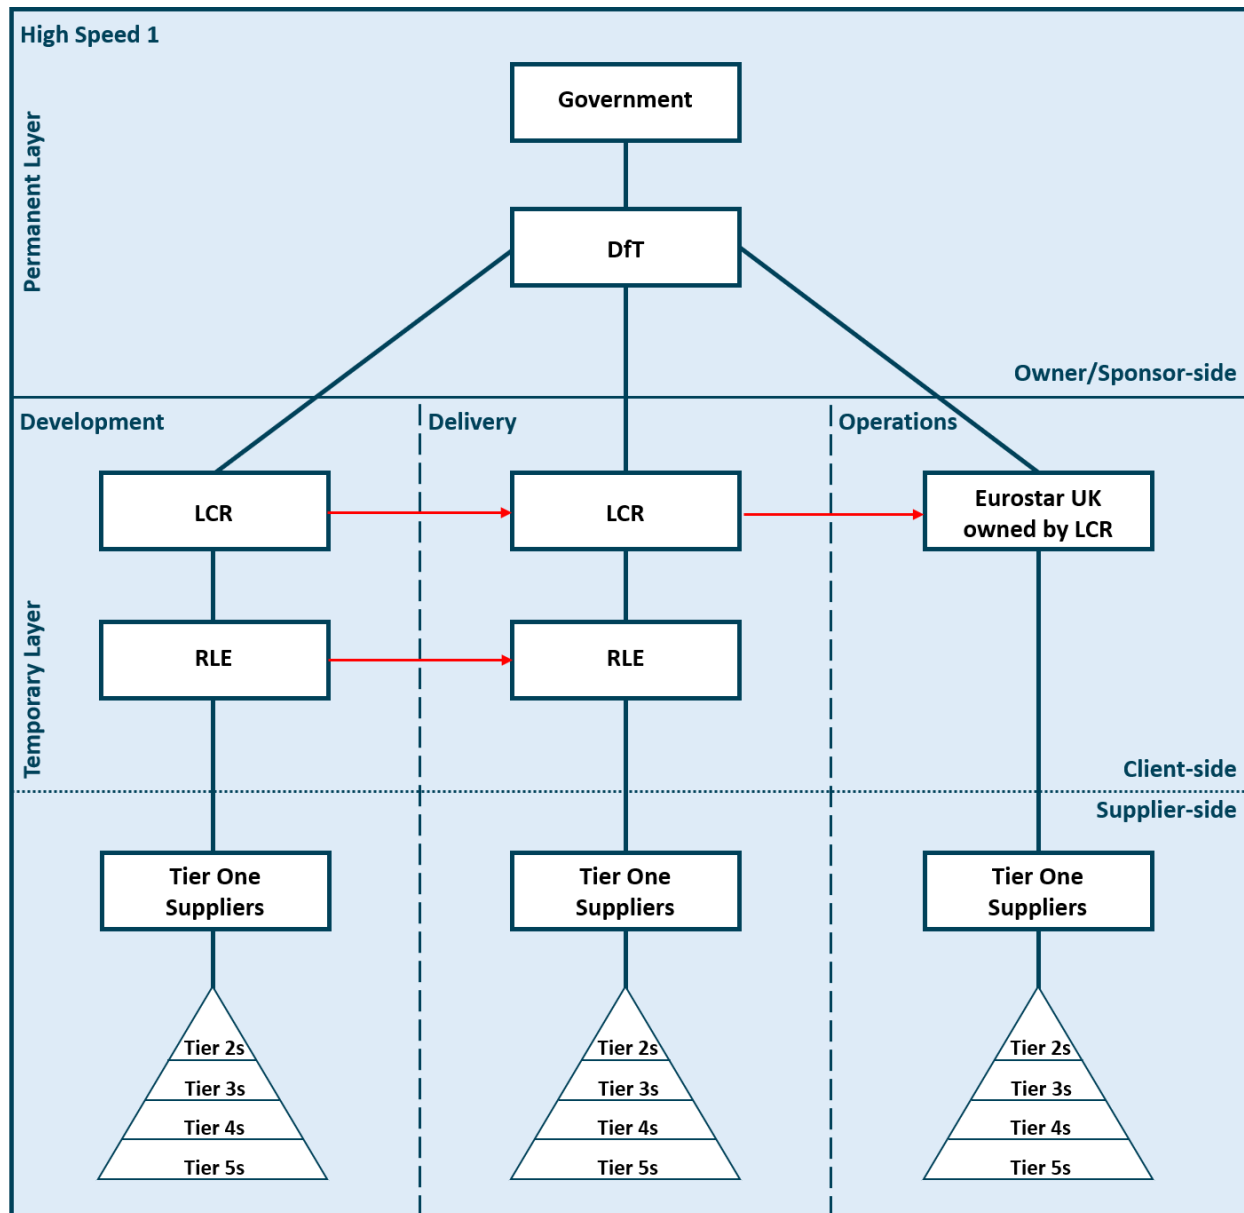 High Speed 1
Permanent Layer
Government
DfT
Owner/Sponsor-side
Development
Delivery
Operations
Temporary Layer
LCR
LCR
Eurostar UK
owned by LCR
RLE
RLE
Client-side
Supplier-side
Tier One
Suppliers
Tier One
Suppliers
Tier One
Suppliers
Tier 2s
Tier 3s
Tier 4s
Tier 5s
Tier 2s
Tier 3s
Tier 4s
Tier 5s
Tier 2s
Tier 3s
Tier 4s
Tier 5s